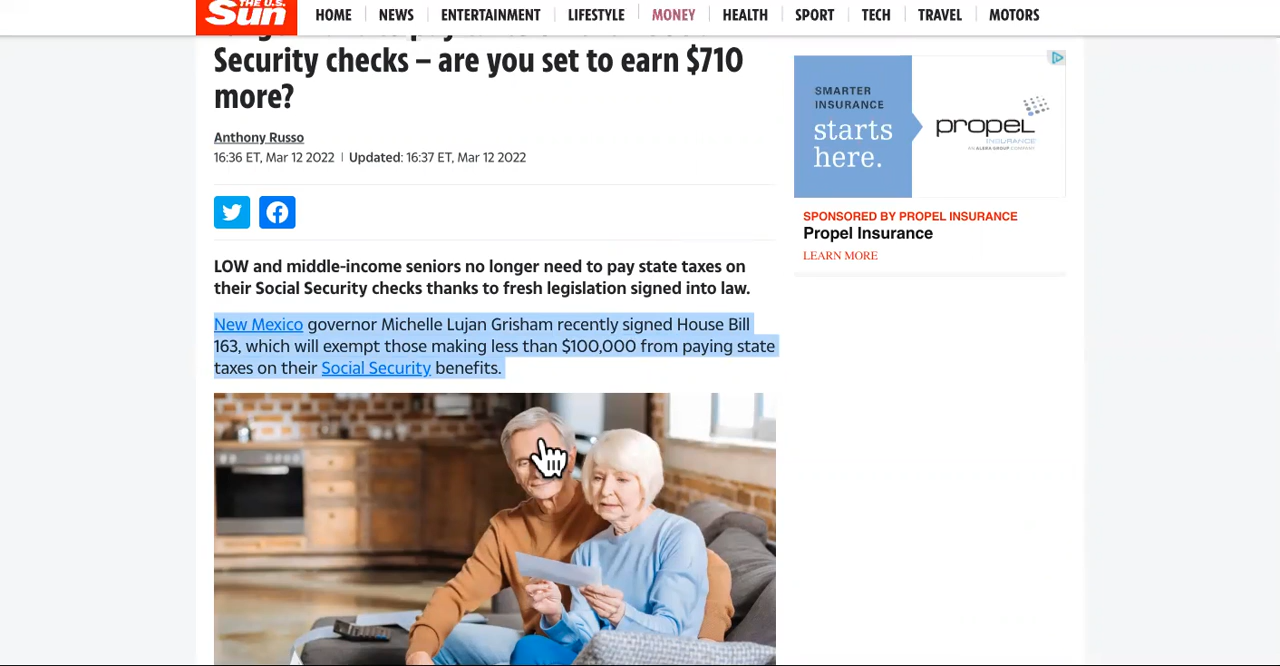 THE U.S.
Sun
HOME NEWS ENTERTAINMENT LIFESTYLE MONEY HEALTH SPORT TECH TRAVEL MOTORS
Security checks – are you set to earn $710
more?
Anthony Russo
16:36 ET, Mar 12 2022 | Updated: 16:37 ET, Mar 12 2022
LOW and middle-income seniors no longer need to pay state taxes on
their Social Security checks thanks to fresh legislation signed into law.
New Mexico governor Michelle Lujan Grisham recently signed House Bill
163, which will exempt those making less than $100,000 from paying state
taxes on their Social Security benefits.
SMARTER
INSURANCE
starts
here.
propel
INSURANCE
AN ALERA GROUP COMPANY
SPONSORED BY PROPEL INSURANCE
Propel Insurance
LEARN MORE